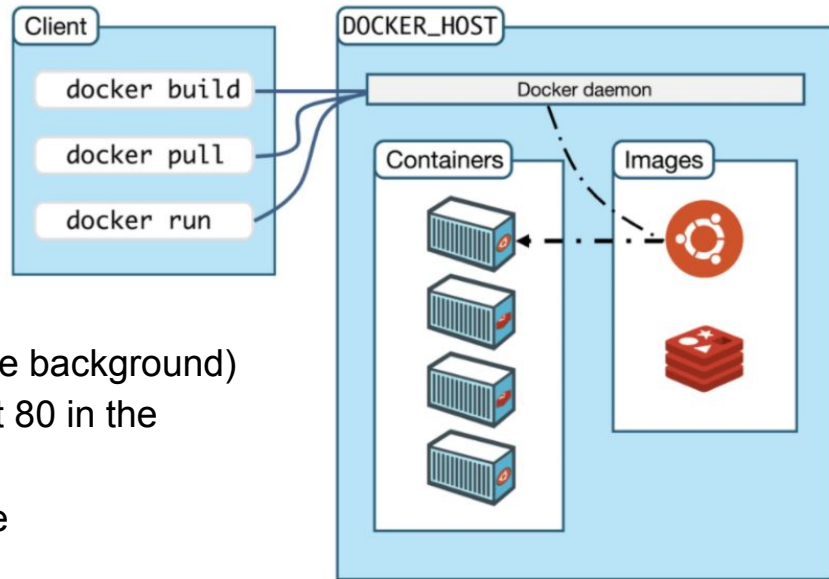 Client
docker build
docker pull
docker run
DOCKER_HOST
Docker daemon
Containers
Images
e background)
t 80 in the
e